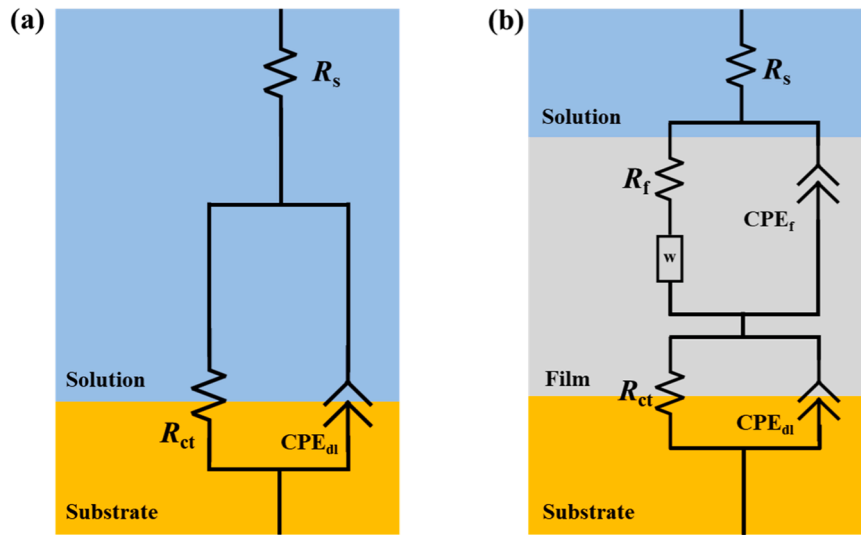 (a)
Rs
Solution
Rct
CPEdl
Substrate
(b)
Rs
Solution
Rf
CPEf
w
Film
Rct
CPEdl
Substrate